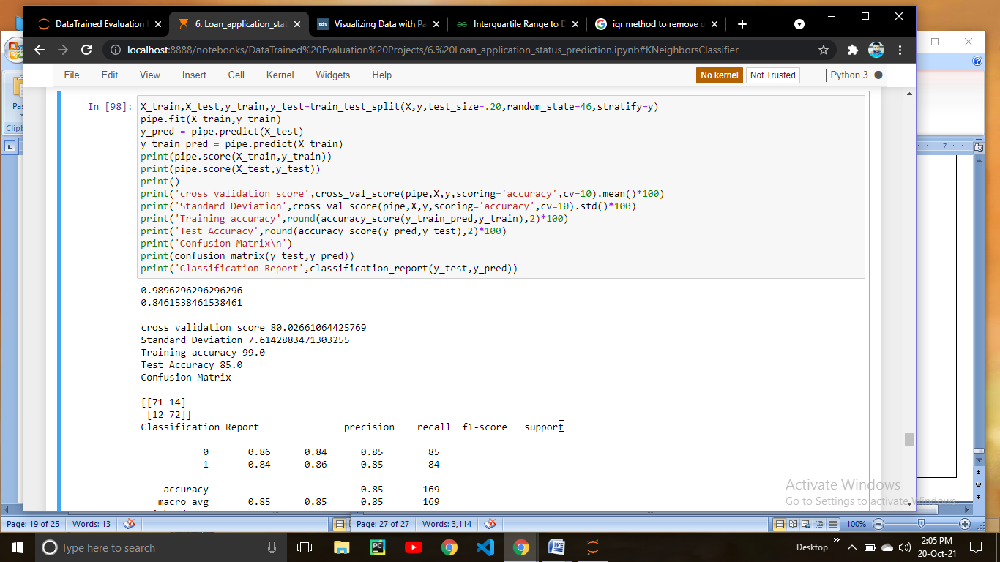 DataTrained Evaluation
6. Loan_application_stat
tds Visualizing Data with Pa
Interquartile Range to D
iqr method to remove o
localhost:8888/notebooks/DataTrained%20Evaluation%20Projects/6.%20Loan_application_status_prediction.ipynb#KNeighborsClassifier
File Edit View Insert Cell Kernel Widgets Help
No kernel Not Trusted Python 3
Pas
Clipb
7
In [98]:
X_train,X_test,y_train,y_test=train_test_split(X,y,test_size=.20,random_state=46,stratify=y)
pipe.fit(X_train,y_train)
y_pred = pipe.predict(X_test)
y_train_pred = pipe.predict(X_train)
print(pipe.score(X_train,y_train))
print(pipe.score(X_test,y_test))
print()
print('cross validation score',cross_val_score(pipe,X,y,scoring='accuracy',cv=10).mean()*100)
print('Standard Deviation',cross_val_score(pipe,X,y,scoring='accuracy',cv=10).std()*100)
print('Training accuracy',round(accuracy_score(y_train_pred,y_train),2)*100)
print('Test Accuracy',round(accuracy_score(y_pred,y_test),2)*100)
print('Confusion Matrix\n')
print(confusion_matrix(y_test,y_pred))
print('Classification Report',classification_report(y_test,y_pred))
0.9896296296296296
0.8461538461538461
cross validation score 80.02661064425769
Standard Deviation 7.6142883471303255
Training accuracy 99.0
Test Accuracy 85.0
Confusion Matrix
[[71 14]
[12 72]]
Classification Report precision recall f1-score support
0 0.86 0.84 0.85 85
1 0.84 0.86 0.85 84
accuracy 0.85 169
macro avg 0.85 0.85 0.85 169
Activate Windows
Go to Settings to activate Windows.
Page: 19 of 25 Words: 13
Page: 27 of 27 Words: 3,114
100%
Type here to search
Desktop
2:05 PM
20-Oct-21